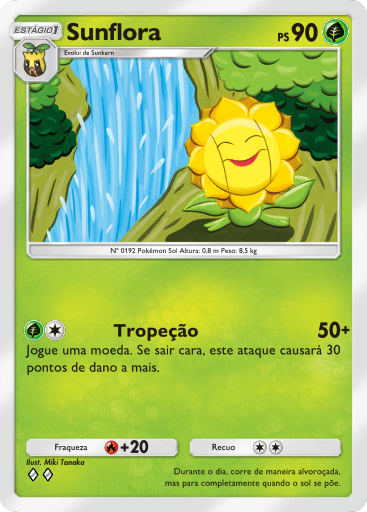 ESTÁGIO 1
Sunflora
PS 90
Evolui de Sunkern
Nº 0192 Pokémon Sol Altura: 0,8 m Peso: 8,5 kg
Tropeção 50+
Jogue uma moeda. Se sair cara, este ataque causará 30
pontos de dano a mais.
Fraqueza +20 Recuo
Ilust. Miki Tanaka
Durante o dia, corre de maneira alvoroçada,
mas para completamente quando o sol se põe.